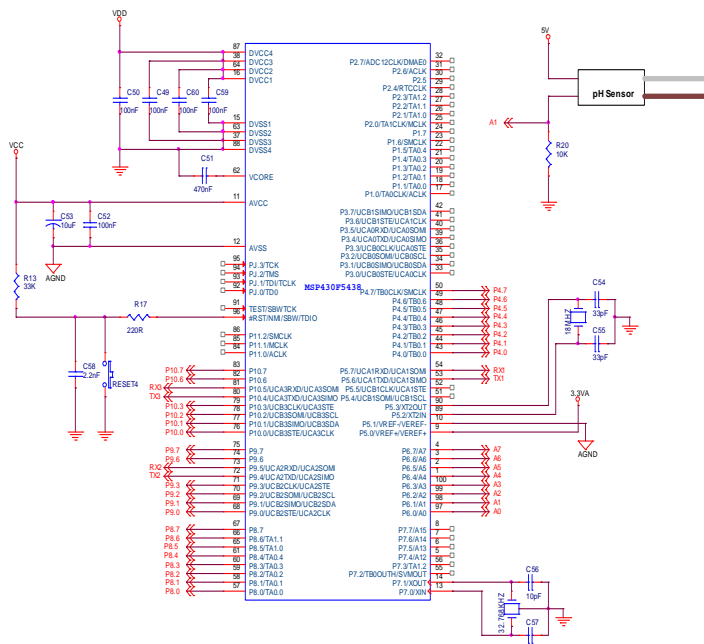 VDD
C50
100nF
C49
100nF
C60
100nF
C59
100nF
87 DVCC4
38 DVCC3
64 DVCC2
16 DVCC1
15 DVSS1
63 DVSS2
37 DVSS3
88 DVSS4
C51
470nF
62 VCORE
VCC
11 AVCC
C53
10uF
C52
100nF
12 AVSS
AGND
95 PJ.3/TCK
94 PJ.2/TMS
93 PJ.1/TDI/TCLK
92 PJ.0/TDO
MSP430F5438
R13
33K
R17
220R
91 TEST/SBWTCK
96 #RST/NMI/SBW/TDIO
C58
2.2nF
RESET4
86 P11.2/SMCLK
85 P11.1/MCLK
84 P11.0/ACLK
P10.7 83 P10.7
P10.6 82 P10.6
RX3 81 P10.5/UCA3RXD/UCA3SOMI
TX3 80 P10.4/UCA3TXD/UCA3SIMO
P10.3 79 P10.3/UCB3CLK/UCA3STE
P10.2 78 P10.2/UCB3SOMI/UCB3SCL
P10.1 77 P10.1/UCB3SIMO/UCB3SDA
P10.0 76 P10.0/UCB3STE/UCA3CLK
P9.7 75 P9.7
P9.6 74 P9.6
RX2 73 P9.5/UCA2RXD/UCA2SOMI
TX2 72 P9.4/UCA2TXD/UCA2SIMO
P9.3 71 P9.3/UCB2CLK/UCA2STE
P9.2 70 P9.2/UCB2SOMI/UCB2SCL
P9.1 69 P9.1/UCB2SIMO/UCB2SDA
P9.0 68 P9.0/UCB2STE/UCA2CLK
P8.7 67 P8.7
P8.6 66 P8.6/TA1.1
P8.5 65 P8.5/TA1.0
P8.4 61 P8.4/TA0.4
P8.3 60 P8.3/TA0.3
P8.2 59 P8.2/TA0.2
P8.1 58 P8.1/TA0.1
P8.0 57 P8.0/TA0.0
P2.7/ADC12CLK/DMAE0 32
P2.6/ACLK 31
P2.5 30
P2.4/RTCCLK 29
P2.3/TA1.2 28
P2.2/TA1.1 27
P2.1/TA1.0 26
P2.0/TA1CLK/MCLK 25
P1.7 24
P1.6/SMCLK 23
P1.5/TA0.4 22
P1.4/TA0.3 21
P1.3/TA0.2 20
P1.2/TA0.1 19
P1.1/TA0.0 18
P1.0/TA0CLK/ACLK 17
P3.7/UCB1SIMO/UCB1SDA 42
P3.6/UCB1STE/UCA1CLK 41
P3.5/UCA0RXD/UCA0SOMI 40
P3.4/UCA0TXD/UCA0SIMO 39
P3.3/UCB0CLK/UCA0STE 36
P3.2/UCB0SOMI/UCB0SCL 35
P3.1/UCB0SIMO/UCB0SDA 34
P3.0/UCB0STE/UCA0CLK 33
P4.7/TB0CLK/SMCLK 50 P4.7
P4.6/TB0.6 49 P4.6
P4.5/TB0.5 48 P4.5
P4.4/TB0.4 47 P4.4
P4.3/TB0.3 46 P4.3
P4.2/TB0.2 45 P4.2
P4.1/TB0.1 44 P4.1
P4.0/TB0.0 43 P4.0
P5.7/UCA1RXD/UCA1SOMI 54 RX1
P5.6/UCA1TXD/UCA1SIMO 53 TX1
P5.5/UCB1CLK/UCA1STE 52
P5.4/UCB1SOMI/UCB1SCL 51
P5.3/XT2OUT 90
P5.2/XT2IN 89
P5.1/VREF-/VEREF- 10
P5.0/VREF+/VEREF+ 9
P6.7/A7 4 A7
P6.6/A6 3 A6
P6.5/A5 2 A5
P6.4/A4 1 A4
P6.3/A3 100 A3
P6.2/A2 99 A2
P6.1/A1 98 A1
P6.0/A0 97 A0
P7.7/A15 8
P7.6/A14 7
P7.5/A13 6
P7.4/A12 5
P7.3/TA1.2 56
P7.2/TB0OUTH/SVMOUT 55
P7.1/XOUT 14
P7.0/XIN 13
5V
pH Sensor
A1
R20
10K
C54
33pF
18MHZ
C55
33pF
3.3VA
AGND
C56
10pF
32.768KHZ
C57